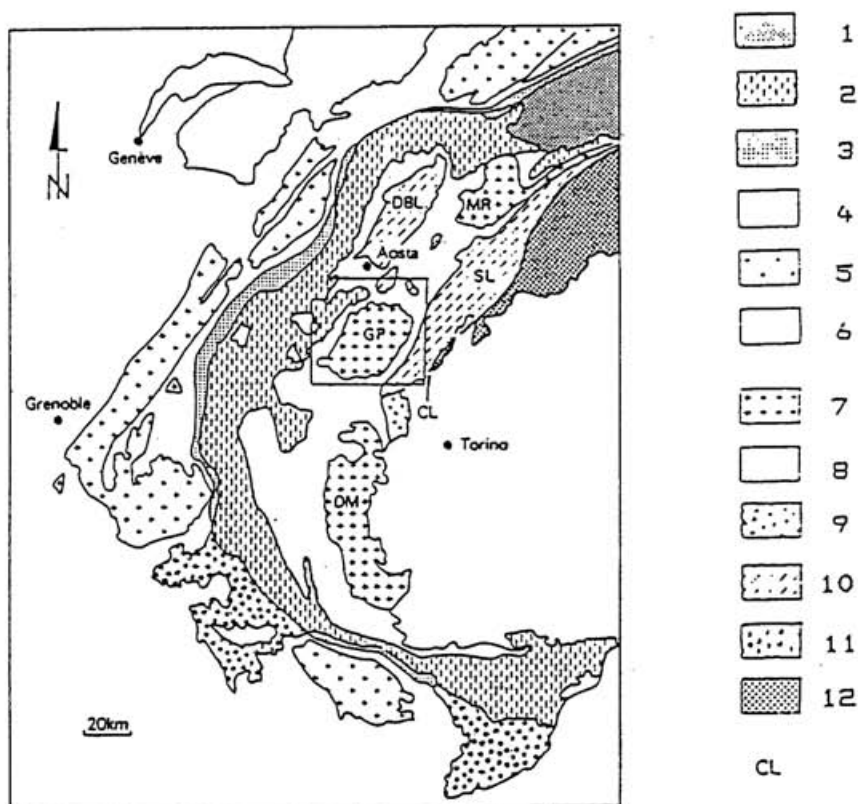 N
Genève
DBL
MR
Aosta
SL
GP
Grenoble
CL
Torino
DM
20km
1
2
3
4
5
6
7
8
9
10
11
12
CL